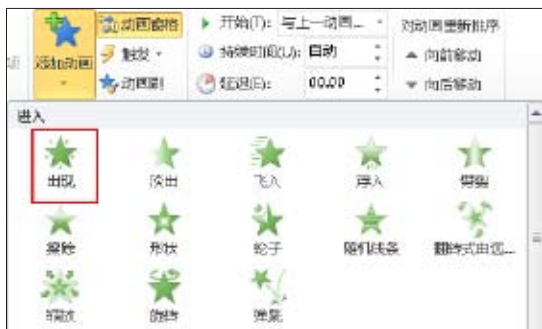 动画窗格 开始(T): 与上一动画... 对动画重新排序
添加动画 触发 持续时间(U): 自动 向前移动
动画刷 延迟(E): 00.00 向后移动
进入
出现 淡出 飞入 浮入 劈裂
擦除 形状 轮子 随机线条 翻转式由远...
缩放 旋转 弹跳